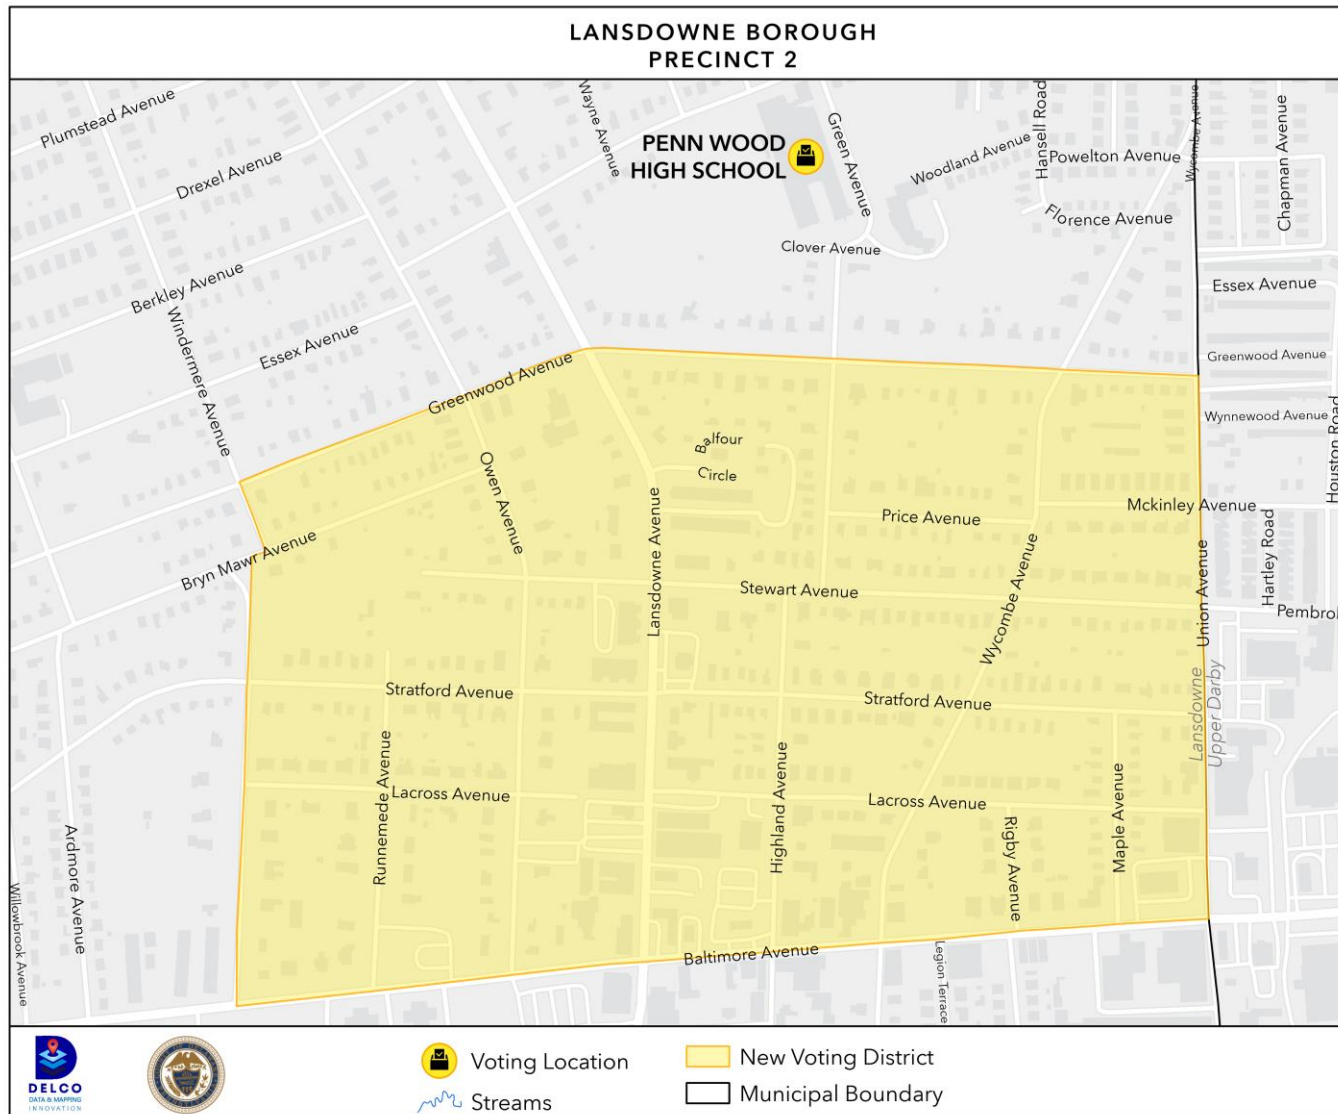 LANSDOWNE BOROUGH
PRECINCT 2
Plumstead Avenue
Drexel Avenue
Wayne Avenue
PENN WOOD
HIGH SCHOOL
Green Avenue
Woodland Avenue
Hansell Road
Powelton Avenue
Wycombe Avenue
Chapman Avenue
Florence Avenue
Clover Avenue
Berkley Avenue
Windermere Avenue
Essex Avenue
Essex Avenue
Greenwood Avenue
Greenwood Avenue
Wynnewood Avenue
Houston Road
Balfour
Circle
Owen Avenue
Lansdowne Avenue
Price Avenue
Mckinley Avenue
Bryn Mawr Avenue
Hartley Road
Union Avenue
Wycombe Avenue
Stewart Avenue
Pembrok
Stratford Avenue
Stratford Avenue
Lansdowne
Upper Darby
Runnemede Avenue
Lacross Avenue
Highland Avenue
Lacross Avenue
Rigby Avenue
Maple Avenue
Ardmore Avenue
Willowbrook Avenue
Baltimore Avenue
Legion Terrace
DELCO
DATA & MAPPING
INNOVATION
Voting Location
Streams
New Voting District
Municipal Boundary